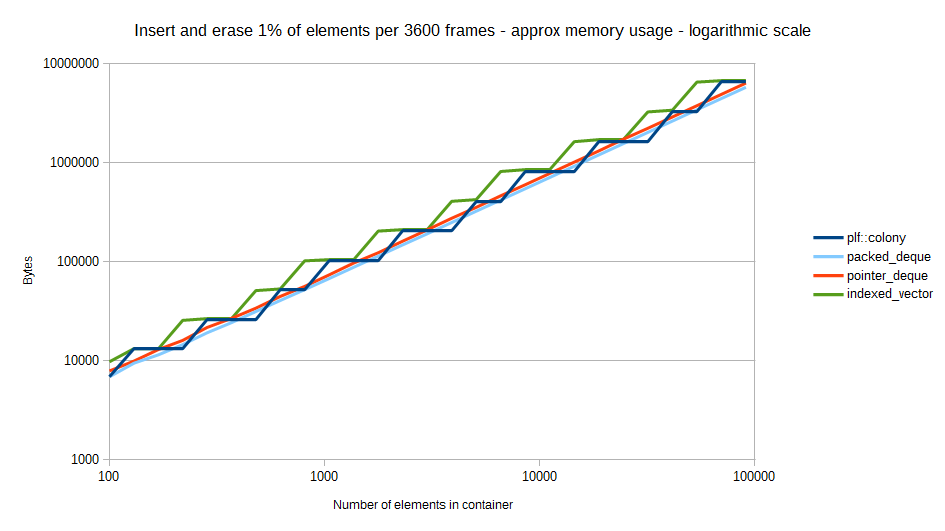 Insert and erase 1% of elements per 3600 frames - approx memory usage - logarithmic scale
10000000
1000000
100000
10000
1000
Bytes
100
1000
10000
100000
Number of elements in container
plf::colony
packed_deque
pointer_deque
indexed_vector